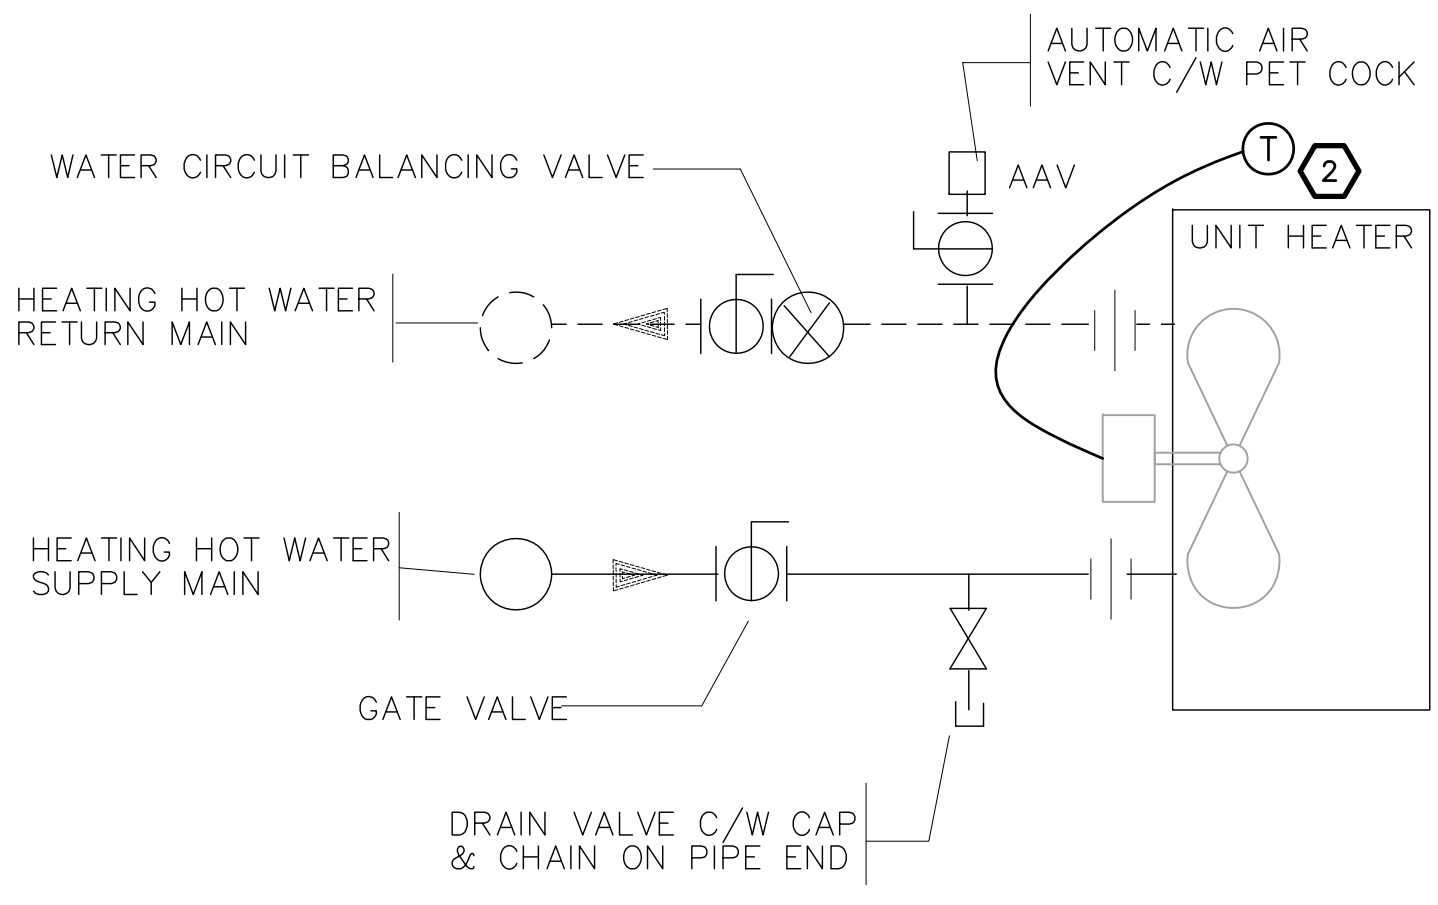 AUTOMATIC AIR
VENT C/W PET COCK
WATER CIRCUIT BALANCING VALVE
AAV
T
2
UNIT HEATER
HEATING HOT WATER
RETURN MAIN
HEATING HOT WATER
SUPPLY MAIN
GATE VALVE
DRAIN VALVE C/W CAP
& CHAIN ON PIPE END